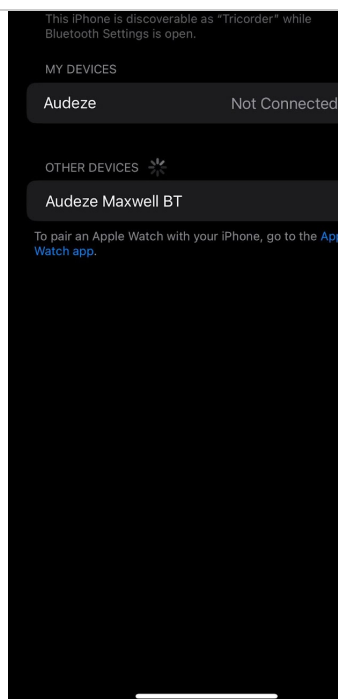 This iPhone is discoverable as “Tricorder” while
Bluetooth Settings is open.
MY DEVICES
Audeze Not Connected
OTHER DEVICES
Audeze Maxwell BT
To pair an Apple Watch with your iPhone, go to the App
Watch app.